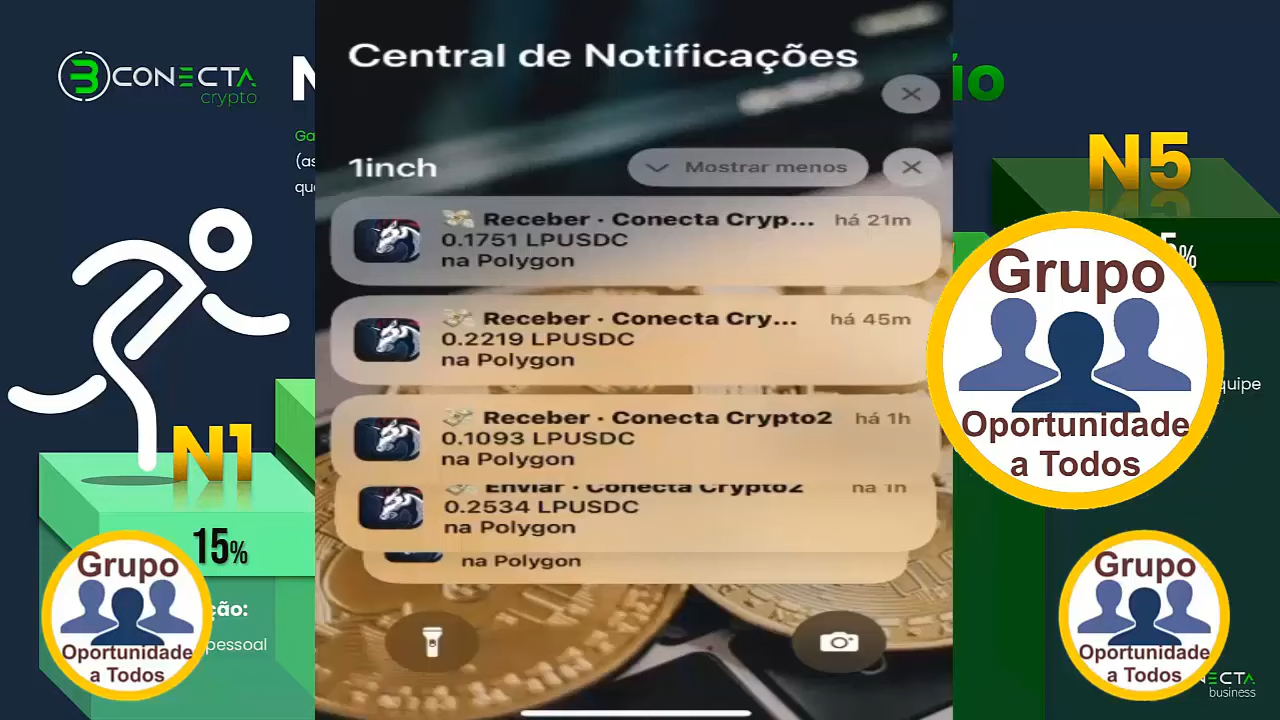 CONECTA
crypto
Central de Notificações
1inch
Mostrar menos
Receber · Conecta Cryp...
há 21m
0.1751 LPUSDC
na Polygon
Receber · Conecta Cry...
há 45m
0.2219 LPUSDC
na Polygon
Receber · Conecta Crypto2
há 1h
0.1093 LPUSDC
na Polygon
Enviar · Conecta Crypto2
0.2534 LPUSDC
na Polygon
na Polygon
N1
15%
pessoal
Grupo
Oportunidade
a Todos
N5
Grupo
Oportunidade
a Todos
Grupo
Oportunidade
a Todos
business